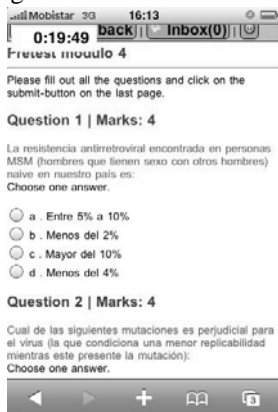 Mobistar 3G 16:13
0:19:49 back] | Inbox(0) |
Pretest modulo 4
Please fill out all the questions and click on the
submit-button on the last page.
Question 1 | Marks: 4
La resistencia antirretroviral encontrada en personas
MSM (hombres que tienen sexo con otros hombres)
naive en nuestro país es:
Choose one answer.
a . Entre 5% a 10%
b . Menos del 2%
c . Mayor del 10%
d . Menos del 4%
Question 2 | Marks: 4
Cual de las siguientes mutaciones es perjudicial para
el virus (la que condiciona una menor replicabilidad
mientras este presente la mutación):
Choose one answer.
3